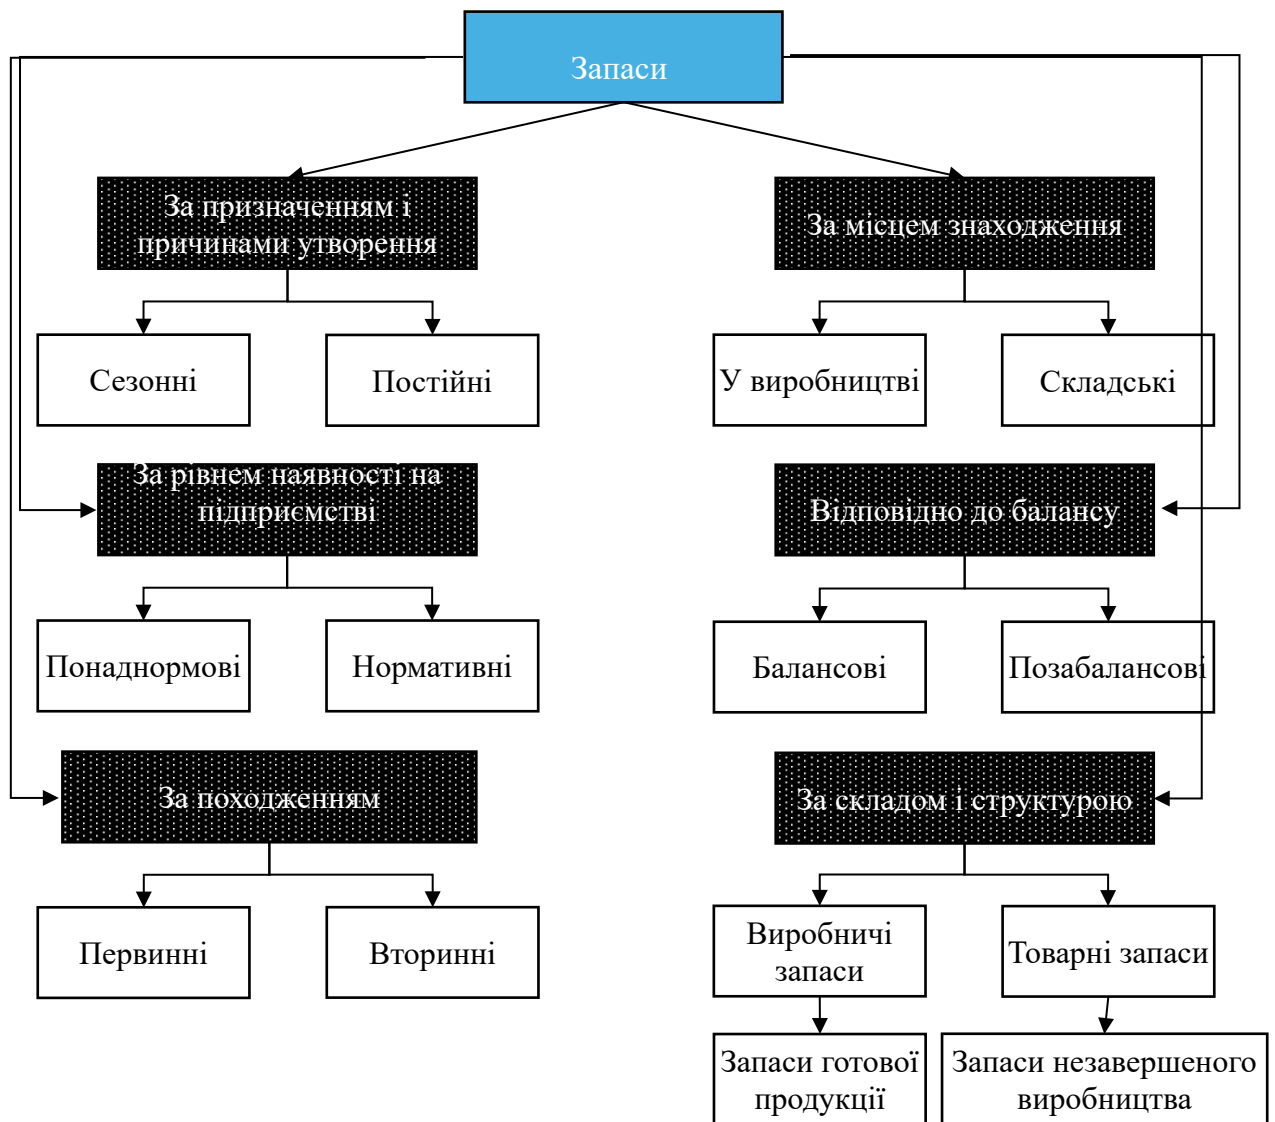 Запаси
За призначенням і
причинами утворення
За місцем знаходження
Сезонні
Постійні
У виробництві
Складські
За рівнем наявності на
підприємстві
Відповідно до балансу
Понаднормові
Нормативні
Балансові
Позабалансові
За походженням
За складом і структурою
Первинні
Вторинні
Виробничі
запаси
Товарні запаси
Запаси готової
продукції
Запаси незавершеного
виробництва